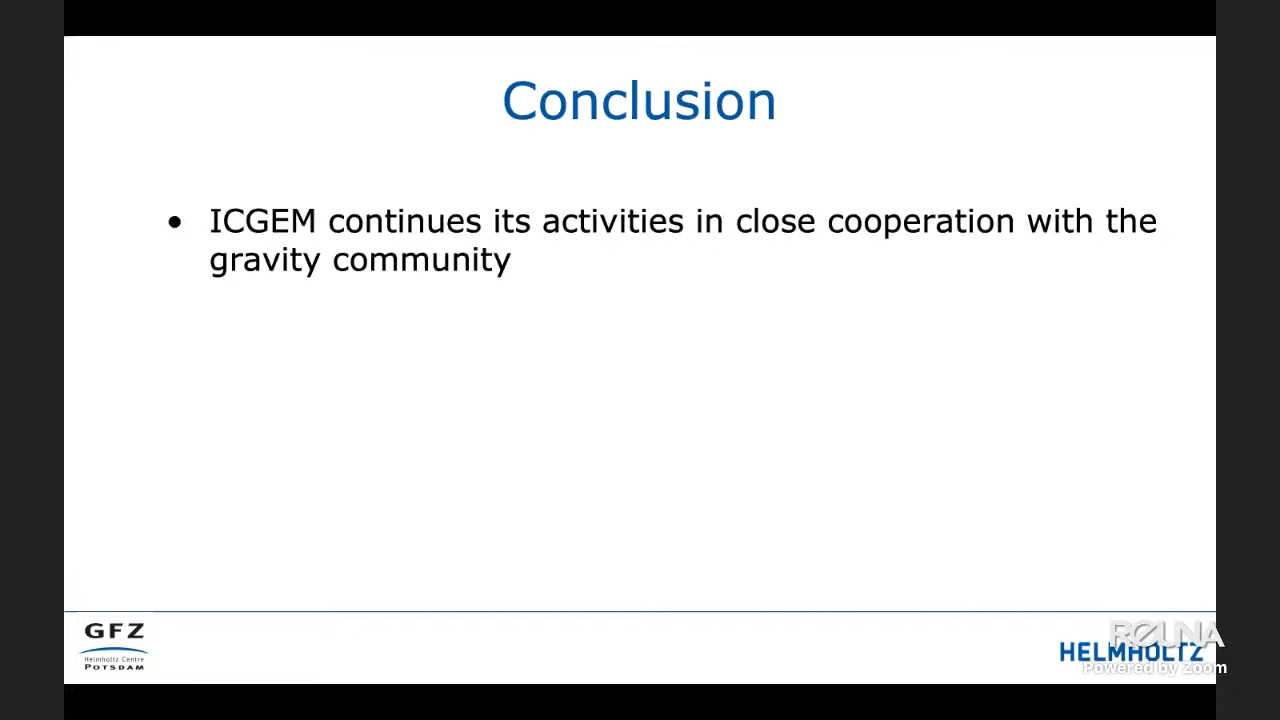 Conclusion
• ICGEM continues its activities in close cooperation with the
gravity community
GFZ
Helmholtz Centre
POTSDAM
HELMHOLTZ
REUNA
Powered by Zoom